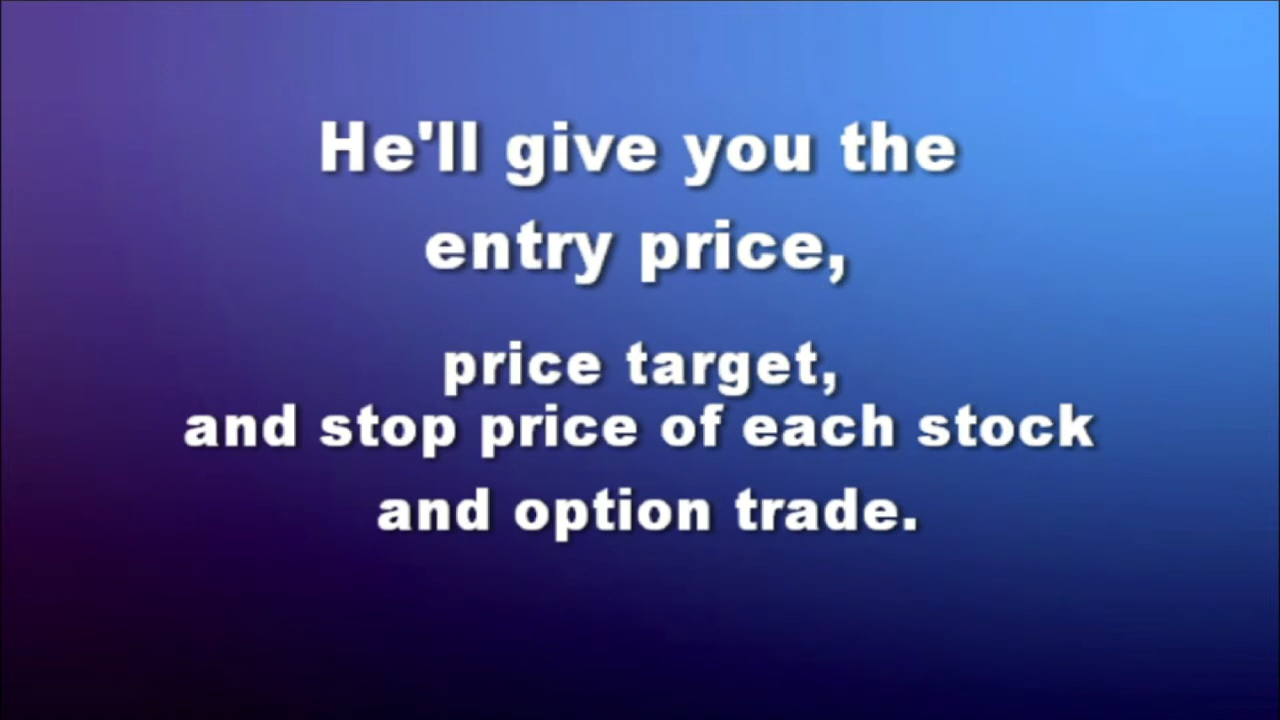 He'll give you the
entry price,
price target,
and stop price of each stock
and option trade.